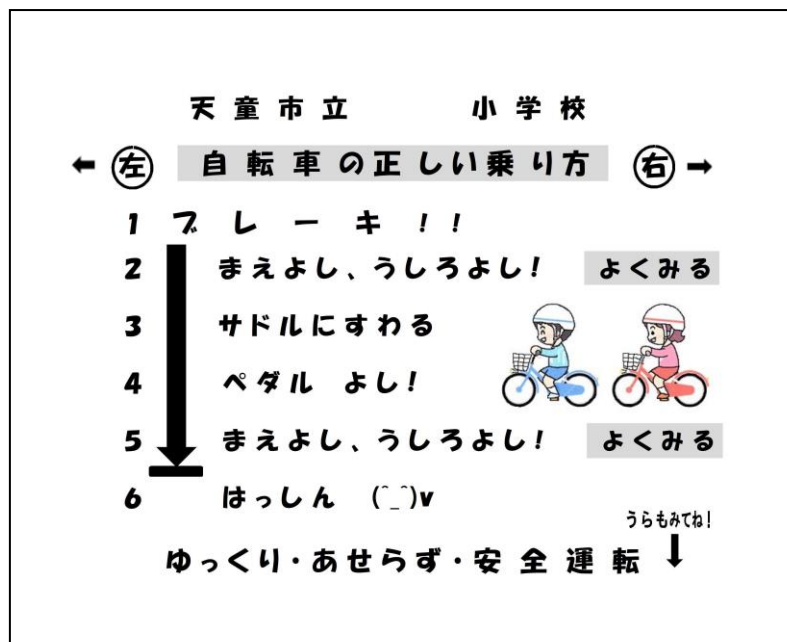 天童市立 小学校
← 左 自転車の正しい乗り方 右 →
1 ブレーキ!!
2 まえよし、うしろよし! よくみる
3 サドルにすわる
4 ペダル よし!
5 まえよし、うしろよし! よくみる
6 はっしん (^_^)v
うらもみてね!
ゆっくり・あせらず・安全運転 ↓